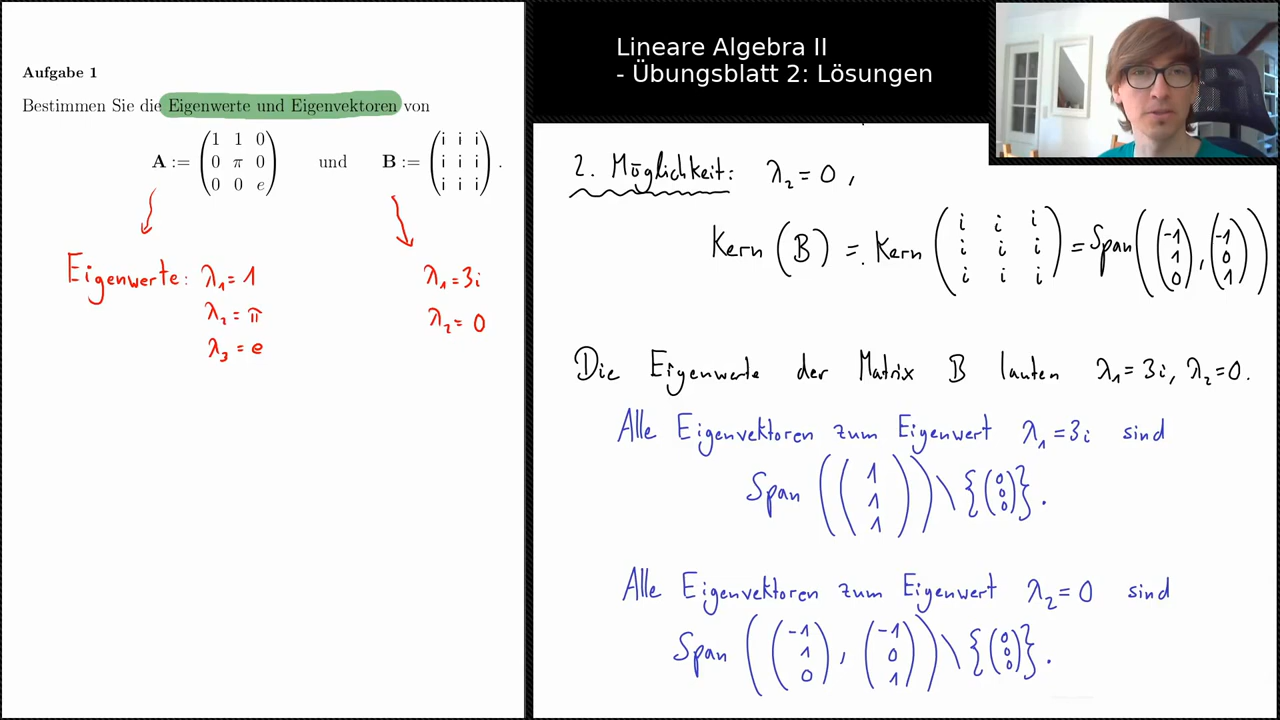 Aufgabe 1
Bestimmen Sie die Eigenwerte und Eigenvektoren von
A := (1 1 0
0 π 0
0 0 e) und B := (i i i
i i i
i i i).
Eigenwerte: λ₁ = 1
λ₂ = π
λ₃ = e
λ₁ = 3i
λ₂ = 0
Lineare Algebra II
- Übungsblatt 2: Lösungen
2. Möglichkeit: λ₂ = 0,
Kern (B) = Kern (i i i
i i i
i i i) = Span((-1
1
0), (-1
0
1))
Die Eigenwerte der Matrix B lauten λ₁ = 3i, λ₂ = 0.
Alle Eigenvektoren zum Eigenwert λ₁ = 3i sind
Span ((1
1
1)) \ {(0
0
0)}.
Alle Eigenvektoren zum Eigenwert λ₂ = 0 sind
Span ((-1
1
0), (-1
0
1)) \ {(0
0
0)}.